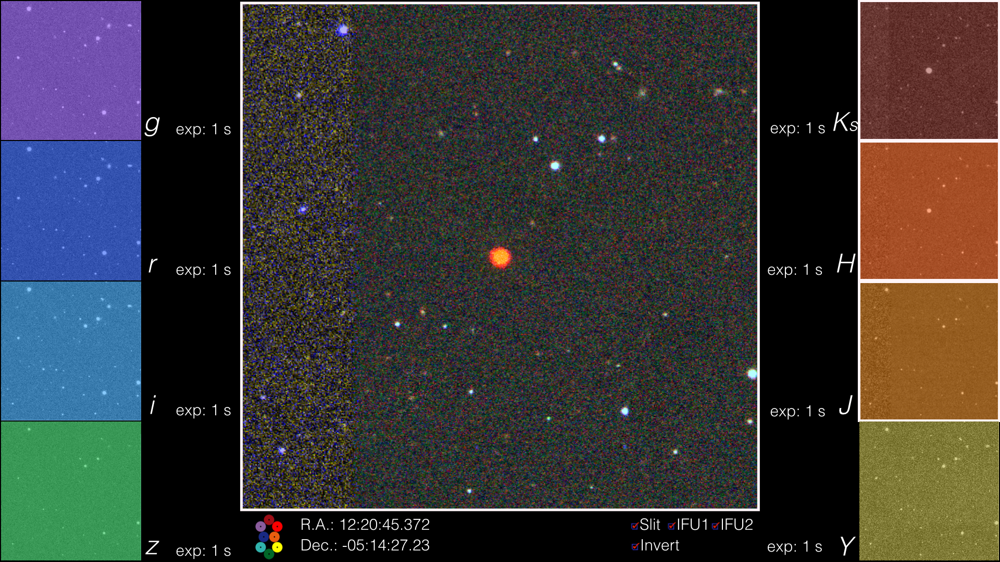 g exp: 1 s
exp: 1 s Ks
r exp: 1 s
exp: 1 s H
i exp: 1 s
exp: 1 s J
z exp: 1 s
R.A.: 12:20:45.372
Dec.: -05:14:27.23
Slit IFU1 IFU2
Invert
exp: 1 s Y